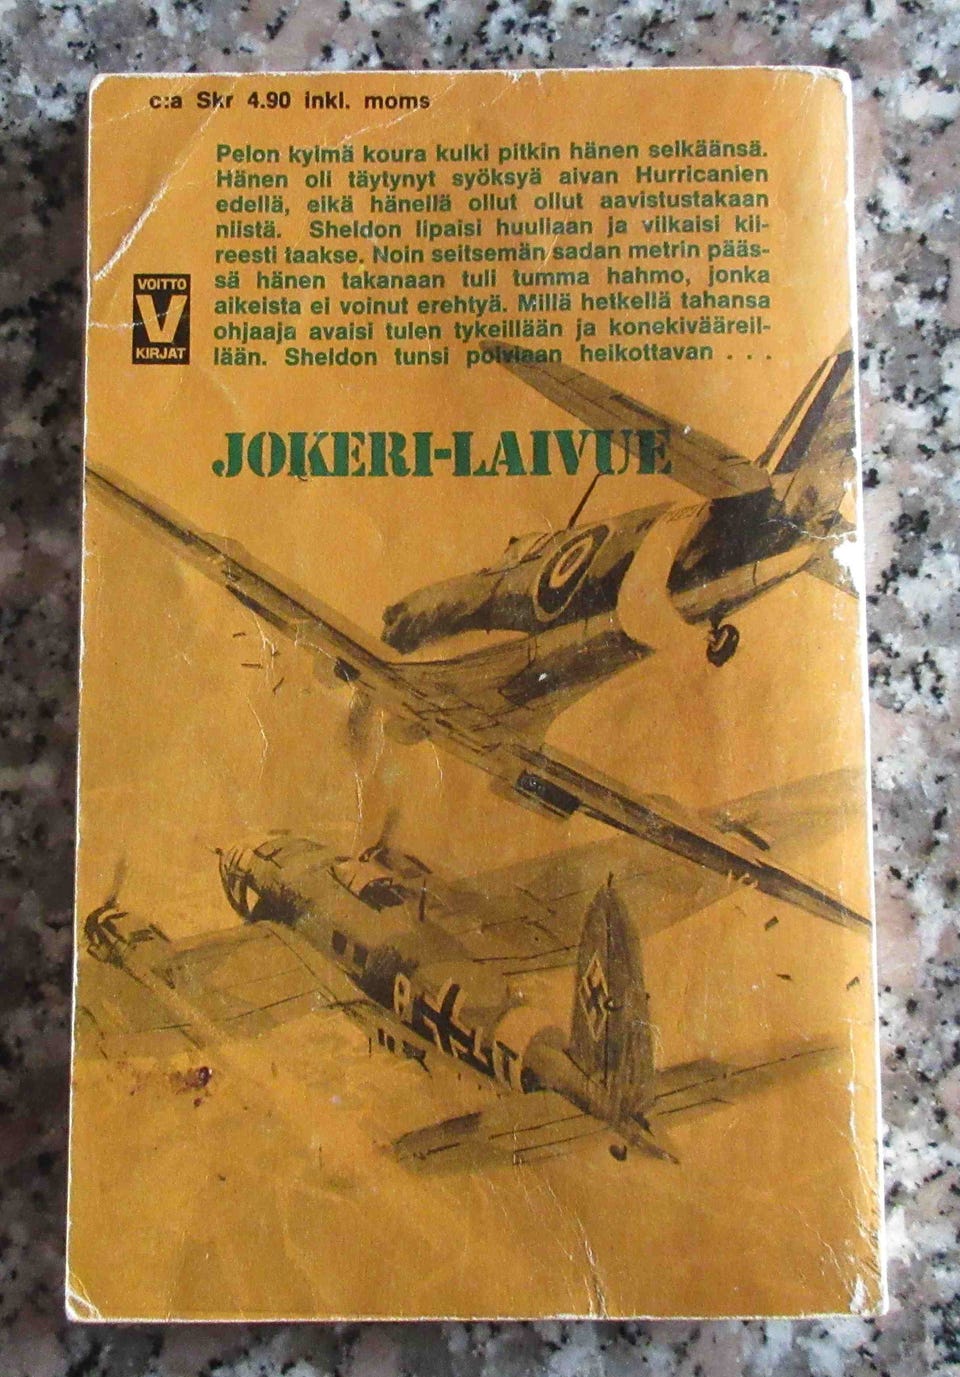 c:a Skr 4.90 inkl. moms
Pelon kylmä koura kulki pitkin hänen selkäänsä.
Hänen oli täytynyt syöksyä aivan Hurricanien
edellä, eikä hänellä ollut ollut aavistustakaan
niistä. Sheldon lipaisi huuliaan ja vilkaisi kii-
reesti taakse. Noin seitsemän sadan metrin pääs-
sä hänen takanaan tuli tumma hahmo, jonka
aikeista ei voinut erehtyä. Millä hetkellä tahansa
ohjaaja avaisi tulen tykeillään ja konekivääreil-
lään. Sheldon tunsi polviaan heikottavan . . .
VOITTO
V
KIRJAT
JOKERI-LAIVUE